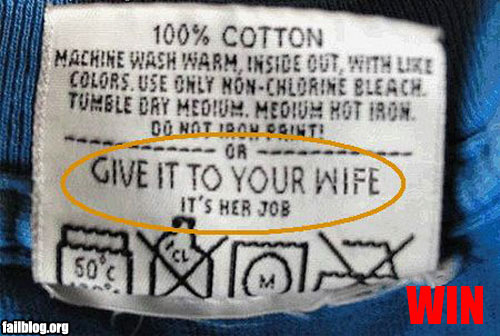 100% COTTON
MACHINE WASH WARM, INSIDE OUT, WITH LIKE
COLORS. USE ONLY NON-CHLORINE BLEACH.
TUMBLE DRY MEDIUM. MEDIUM HOT IRON.
DO NOT IRON PRINT!
OR
GIVE IT TO YOUR WIFE
IT'S HER JOB
50°C
CL
M
WIN
failblog.org